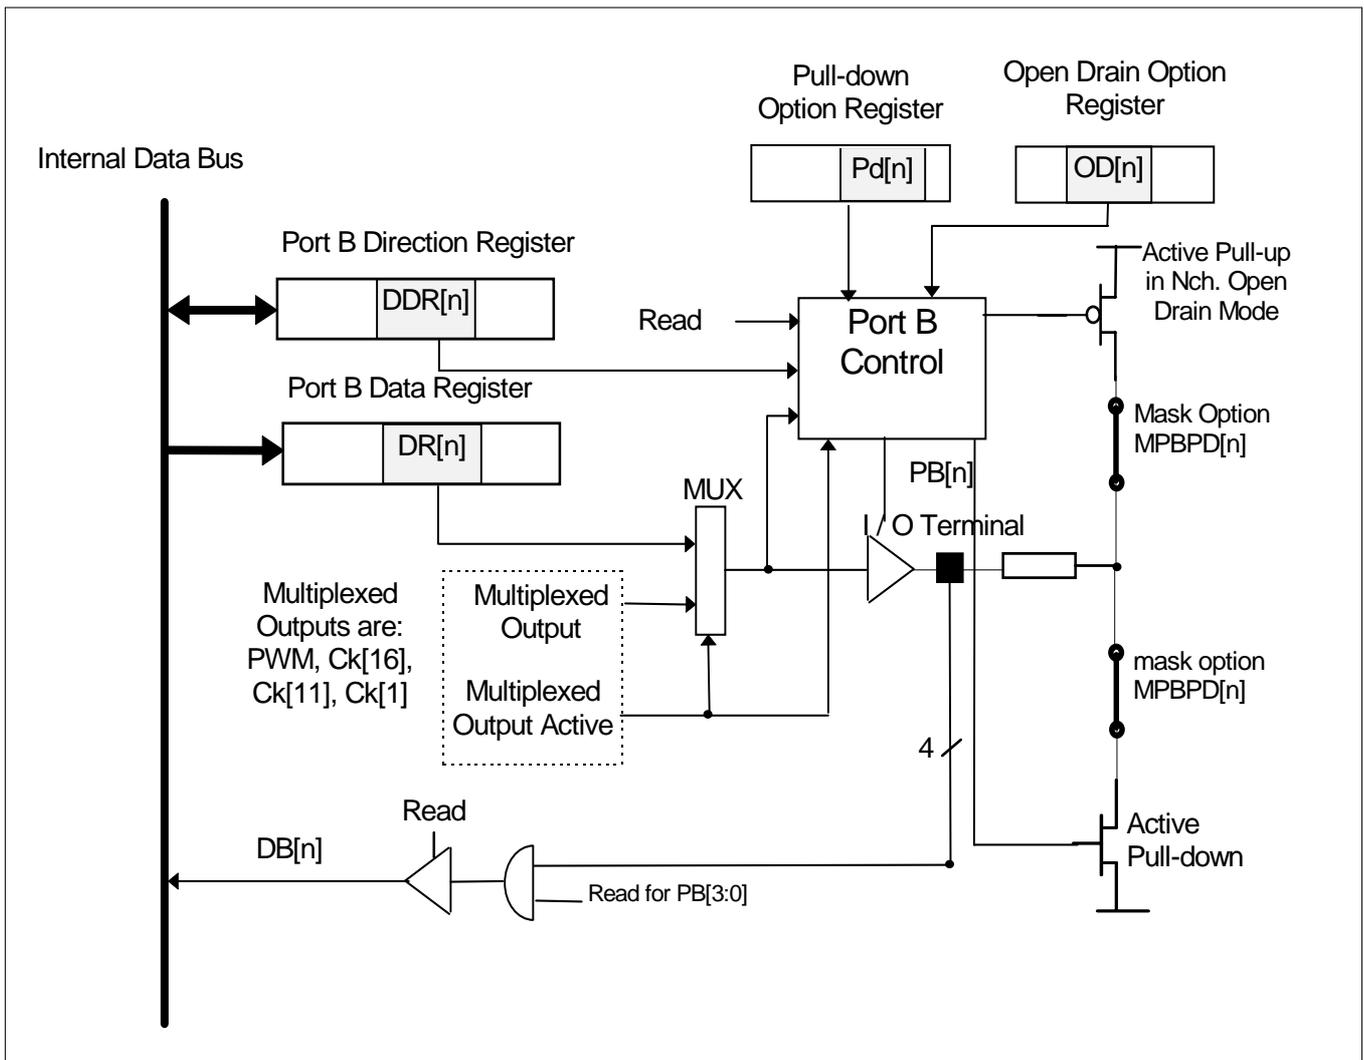 Pull-down
Option Register
Open Drain Option
Register
Internal Data Bus
Pd[n]
OD[n]
Port B Direction Register
DDR[n]
Active Pull-up
in Nch. Open
Drain Mode
Read
Port B
Control
Port B Data Register
DR[n]
Mask Option
MPBPD[n]
PB[n]
MUX
I / O Terminal
Multiplexed
Outputs are:
PWM, Ck[16],
Ck[11], Ck[1]
Multiplexed
Output
Multiplexed
Output Active
mask option
MPBPD[n]
4
Read
DB[n]
Active
Pull-down
Read for PB[3:0]